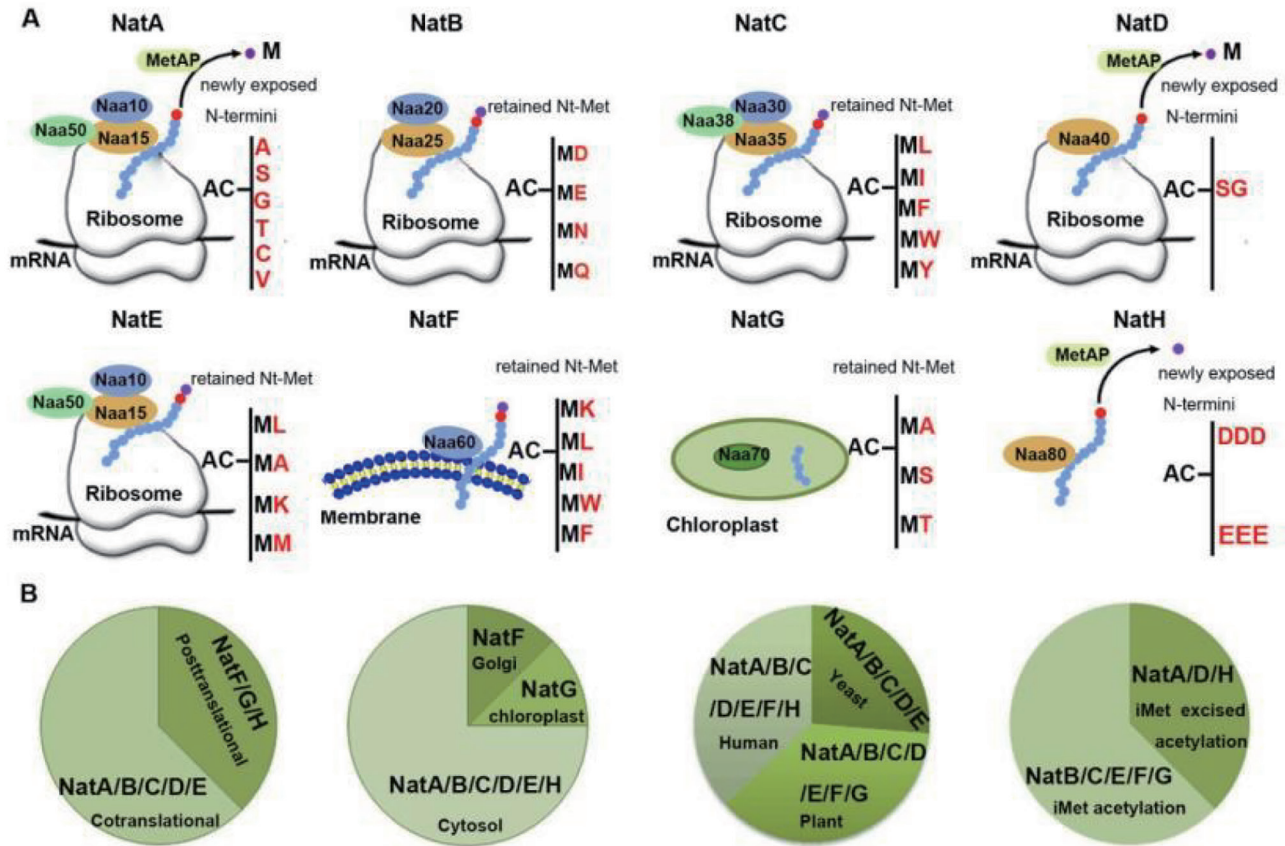 A
NatA
MetAP
M
newly exposed
N-termini
Naa10
Naa50
Naa15
AC
A
S
G
T
C
V
Ribosome
mRNA
NatB
Naa20
Naa25
retained Nt-Met
AC
MD
ME
MN
MQ
Ribosome
mRNA
NatC
Naa30
Naa38
Naa35
retained Nt-Met
AC
ML
MI
MF
MW
MY
Ribosome
mRNA
NatD
MetAP
M
newly exposed
N-termini
Naa40
AC
SG
Ribosome
mRNA
NatE
Naa10
Naa50
Naa15
retained Nt-Met
AC
ML
MA
MK
MM
Ribosome
mRNA
NatF
retained Nt-Met
Naa60
AC
MK
ML
MI
MW
MF
Membrane
NatG
retained Nt-Met
Naa70
AC
MA
MS
MT
Chloroplast
NatH
MetAP
newly exposed
N-termini
Naa80
AC
DDD
EEE
B
NatF/G/H
Posttranslational
NatA/B/C/D/E
Cotranslational
NatF
Golgi
NatG
chloroplast
NatA/B/C/D/E/H
Cytosol
NatA/B/C
/D/E/F/H
Human
NatA/B/C/D/E
Yeast
NatA/B/C/D
/E/F/G
Plant
NatA/D/H
iMet excised
acetylation
NatB/C/E/F/G
iMet acetylation